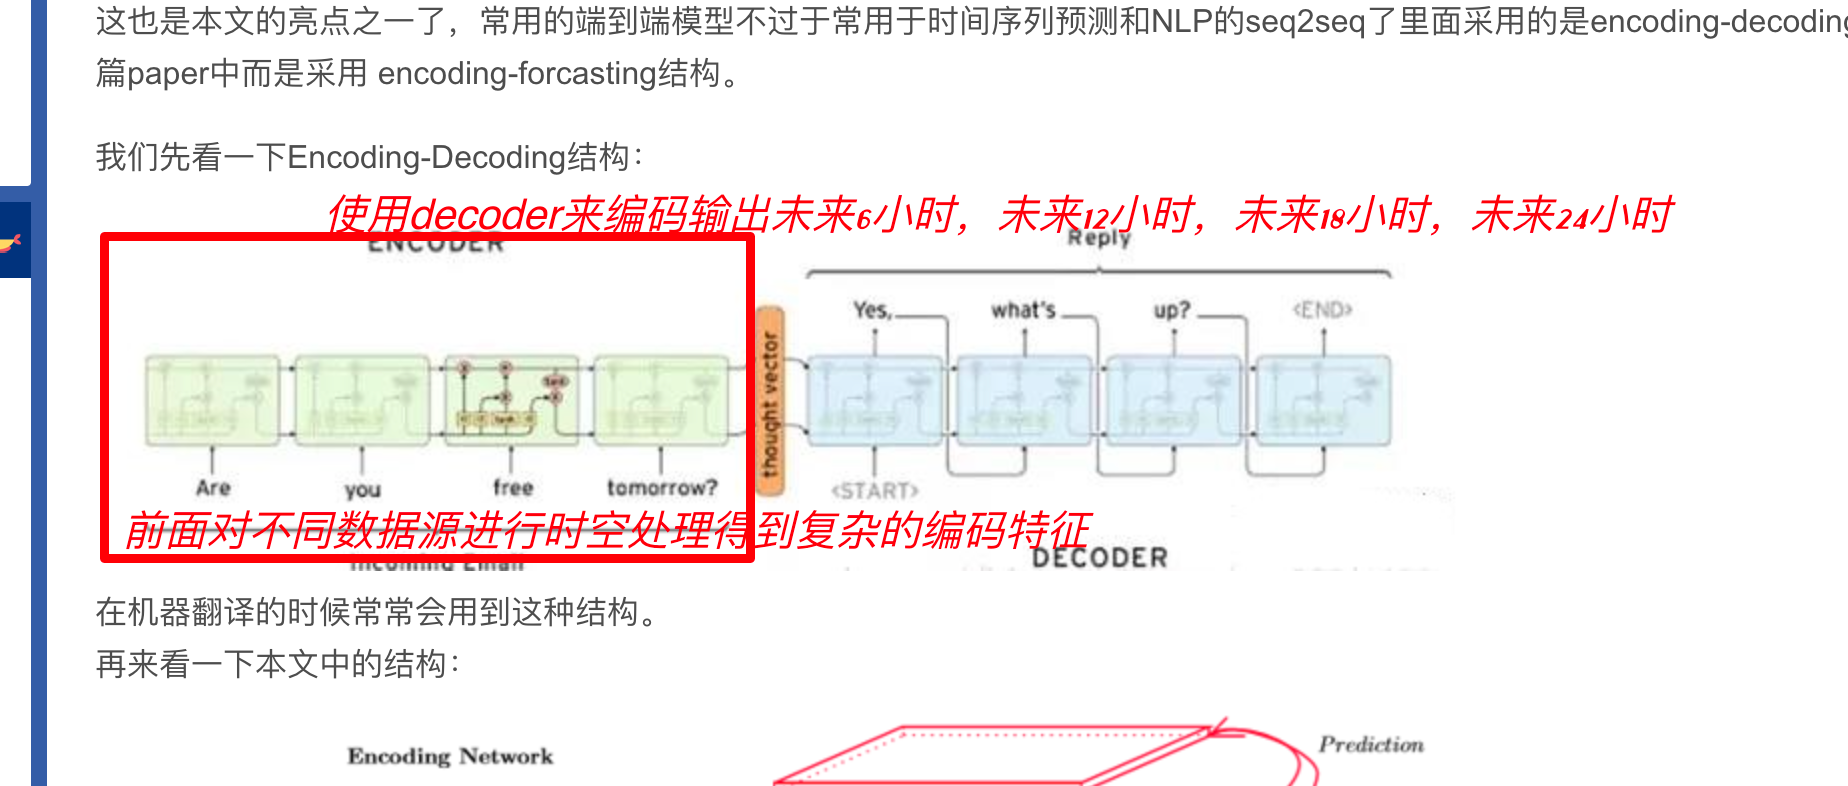 这也是本文的亮点之一了，常用的端到端模型不过于常用于时间序列预测和NLP的seq2seq了里面采用的是encoding-decoding
篇paper中而是采用 encoding-forcasting结构。
我们先看一下Encoding-Decoding结构：
使用decoder来编码输出未来6小时，未来12小时，未来18小时，未来24小时
ENCODER
Reply
Yes, what's up? <END>
thought vector
Are you free tomorrow? <START>
前面对不同数据源进行时空处理得到复杂的编码特征
Incoming Email
DECODER
在机器翻译的时候常常会用到这种结构。
再来看一下本文中的结构：
Encoding Network
Prediction